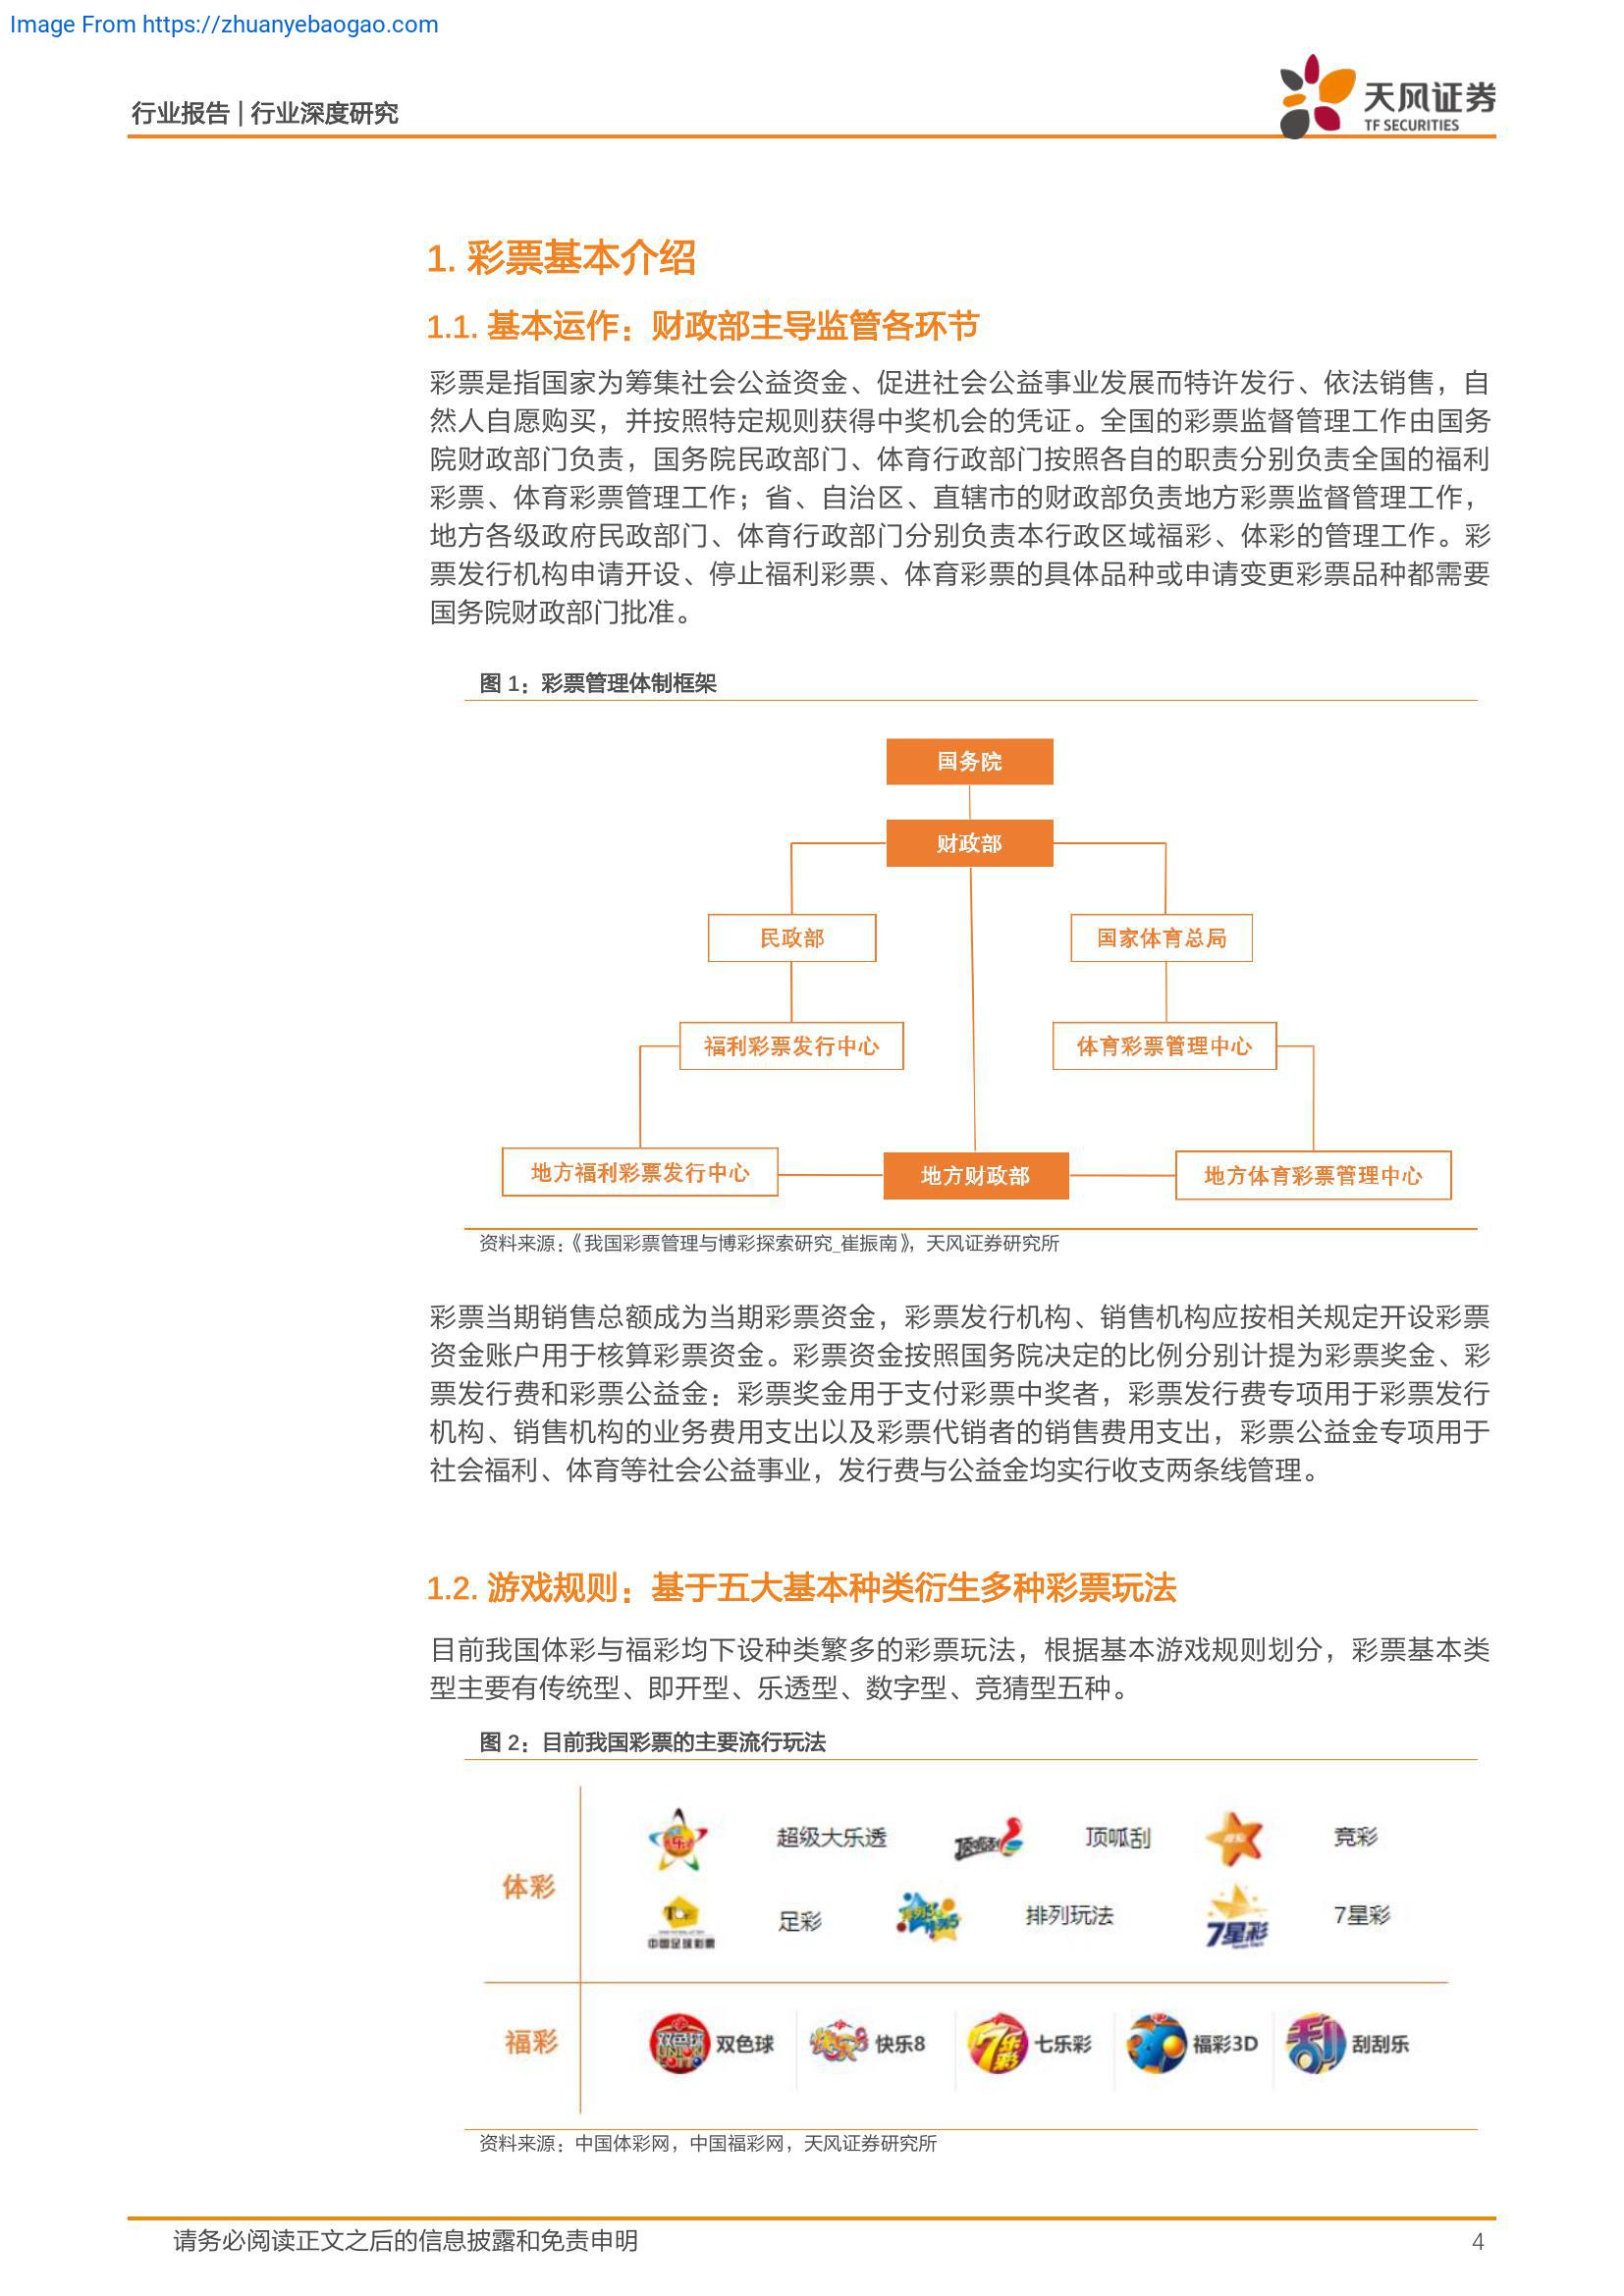 Image From https://zhuanyebaogao.com
行业报告 | 行业深度研究
天风证券
TF SECURITIES
1. 彩票基本介绍
1.1. 基本运作：财政部主导监管各环节
彩票是指国家为筹集社会公益资金、促进社会公益事业发展而特许发行、依法销售，自
然人自愿购买，并按照特定规则获得中奖机会的凭证。全国的彩票监督管理工作由国务
院财政部门负责，国务院民政部门、体育行政部门按照各自的职责分别负责全国的福利
彩票、体育彩票管理工作；省、自治区、直辖市的财政部负责地方彩票监督管理工作，
地方各级政府民政部门、体育行政部门分别负责本行政区域福彩、体彩的管理工作。彩
票发行机构申请开设、停止福利彩票、体育彩票的具体品种或申请变更彩票品种都需要
国务院财政部门批准。
图 1：彩票管理体制框架
国务院
财政部
民政部
国家体育总局
福利彩票发行中心
体育彩票管理中心
地方福利彩票发行中心
地方财政部
地方体育彩票管理中心
资料来源：《我国彩票管理与博彩探索研究_崔振南》，天风证券研究所
彩票当期销售总额成为当期彩票资金，彩票发行机构、销售机构应按相关规定开设彩票
资金账户用于核算彩票资金。彩票资金按照国务院决定的比例分别计提为彩票奖金、彩
票发行费和彩票公益金：彩票奖金用于支付彩票中奖者，彩票发行费专项用于彩票发行
机构、销售机构的业务费用支出以及彩票代销者的销售费用支出，彩票公益金专项用于
社会福利、体育等社会公益事业，发行费与公益金均实行收支两条线管理。
1.2. 游戏规则：基于五大基本种类衍生多种彩票玩法
目前我国体彩与福彩均下设种类繁多的彩票玩法，根据基本游戏规则划分，彩票基本类
型主要有传统型、即开型、乐透型、数字型、竞猜型五种。
图 2：目前我国彩票的主要流行玩法
体彩
超级大乐透
顶呱刮
竞彩
中国足球彩票
足彩
排列玩法
7星彩
7星彩
福彩
双色球
快乐8
七乐彩
福彩3D
刮刮乐
资料来源：中国体彩网，中国福彩网，天风证券研究所
请务必阅读正文之后的信息披露和免责申明
4